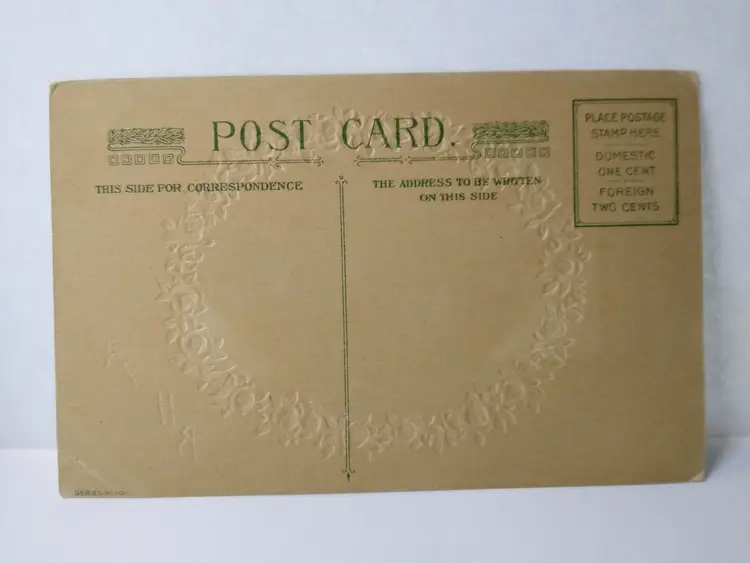 POST CARD.
THIS SIDE FOR CORRESPONDENCE
THE ADDRESS TO BE WRITTEN
ON THIS SIDE
PLACE POSTAGE
STAMP HERE
DOMESTIC
ONE CENT
FOREIGN
TWO CENTS
SERIES